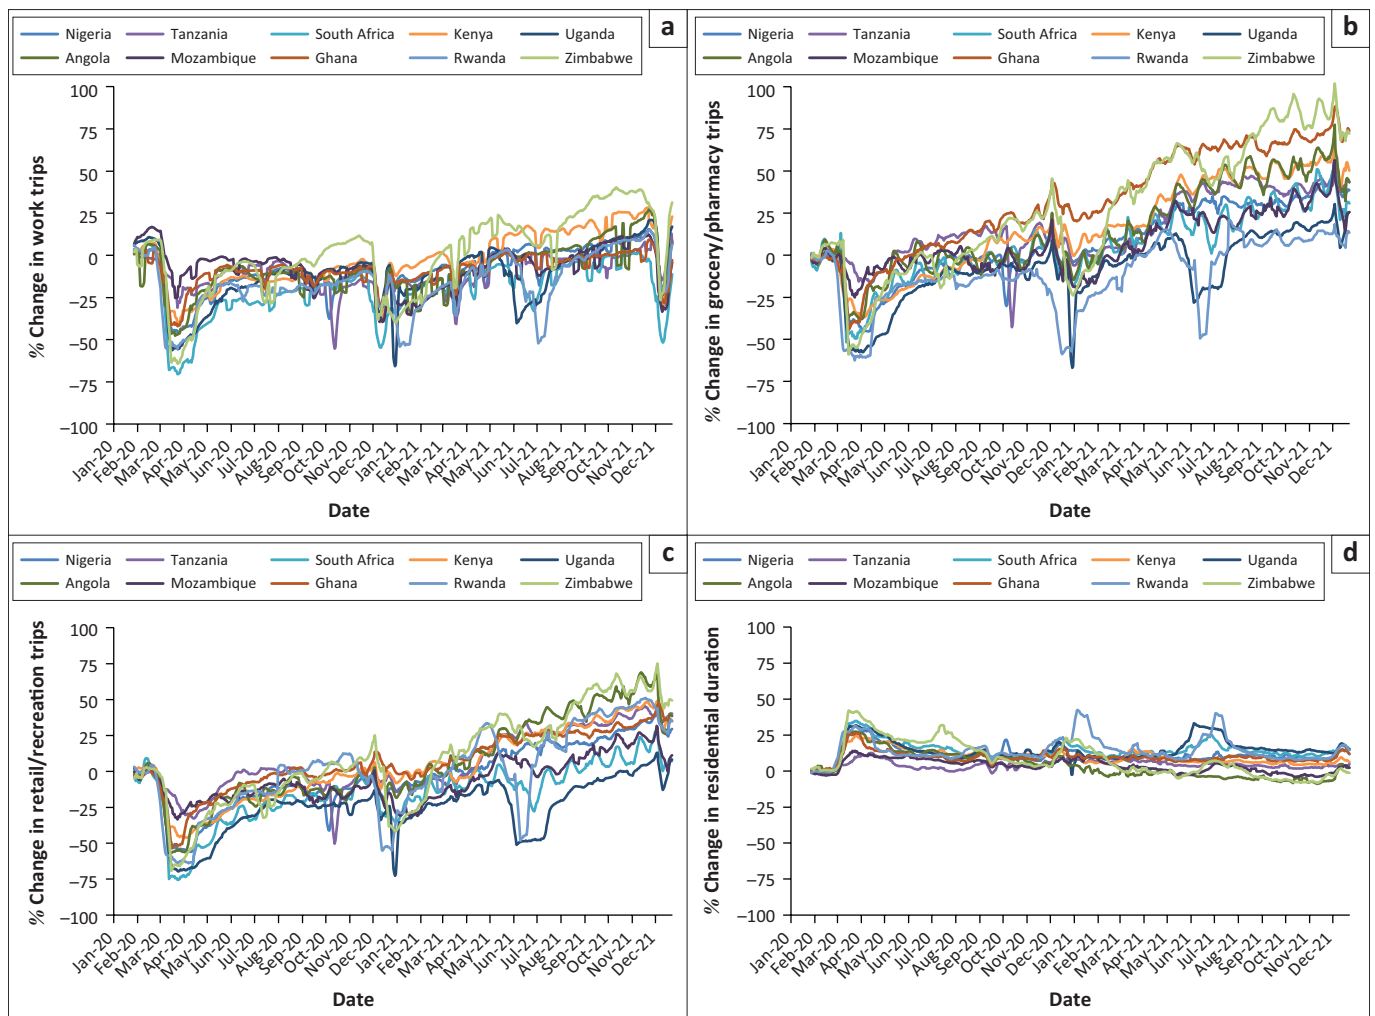 Nigeria Tanzania South Africa Kenya Uganda
Angola Mozambique Ghana Rwanda Zimbabwe
a
% Change in work trips
100
75
50
25
0
−25
−50
−75
−100
Jan-20 Feb-20 Mar-20 Apr-20 May-20 Jun-20 Jul-20 Aug-20 Sep-20 Oct-20 Nov-20 Dec-20 Jan-21 Feb-21 Mar-21 Apr-21 May-21 Jun-21 Jul-21 Aug-21 Sep-21 Oct-21 Nov-21 Dec-21
Date
Nigeria Tanzania South Africa Kenya Uganda
Angola Mozambique Ghana Rwanda Zimbabwe
b
% Change in grocery/pharmacy trips
100
75
50
25
0
−25
−50
−75
−100
Jan-20 Feb-20 Mar-20 Apr-20 May-20 Jun-20 Jul-20 Aug-20 Sep-20 Oct-20 Nov-20 Dec-20 Jan-21 Feb-21 Mar-21 Apr-21 May-21 Jun-21 Jul-21 Aug-21 Sep-21 Oct-21 Nov-21 Dec-21
Date
Nigeria Tanzania South Africa Kenya Uganda
Angola Mozambique Ghana Rwanda Zimbabwe
c
% Change in retail/recreation trips
100
75
50
25
0
−25
−50
−75
−100
Jan-20 Feb-20 Mar-20 Apr-20 May-20 Jun-20 Jul-20 Aug-20 Sep-20 Oct-20 Nov-20 Dec-20 Jan-21 Feb-21 Mar-21 Apr-21 May-21 Jun-21 Jul-21 Aug-21 Sep-21 Oct-21 Nov-21 Dec-21
Date
Nigeria Tanzania South Africa Kenya Uganda
Angola Mozambique Ghana Rwanda Zimbabwe
d
% Change in residential duration
100
75
50
25
0
−25
−50
−75
−100
Jan-20 Feb-20 Mar-20 Apr-20 May-20 Jun-20 Jul-20 Aug-20 Sep-20 Oct-20 Nov-20 Dec-20 Jan-21 Feb-21 Mar-21 Apr-21 May-21 Jun-21 Jul-21 Aug-21 Sep-21 Oct-21 Nov-21 Dec-21
Date